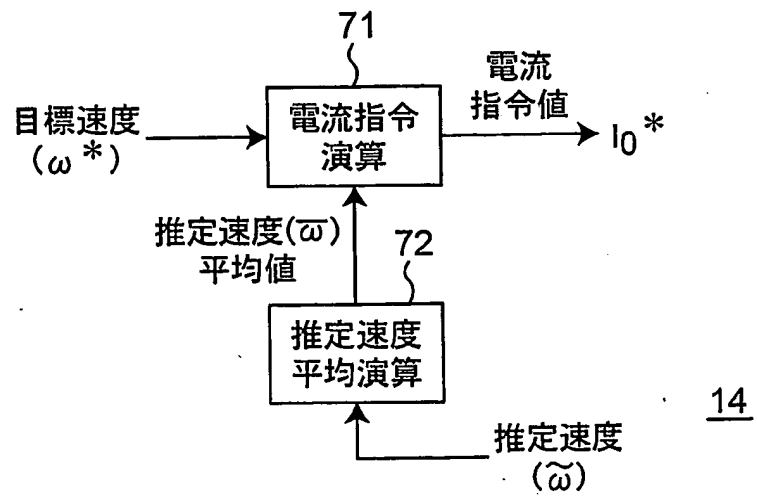 71
電流指令
演算
電流
指令値
I₀*
目標速度
(ω*)
推定速度(ω̅)
平均値
72
推定速度
平均演算
推定速度
(ω̃)
14